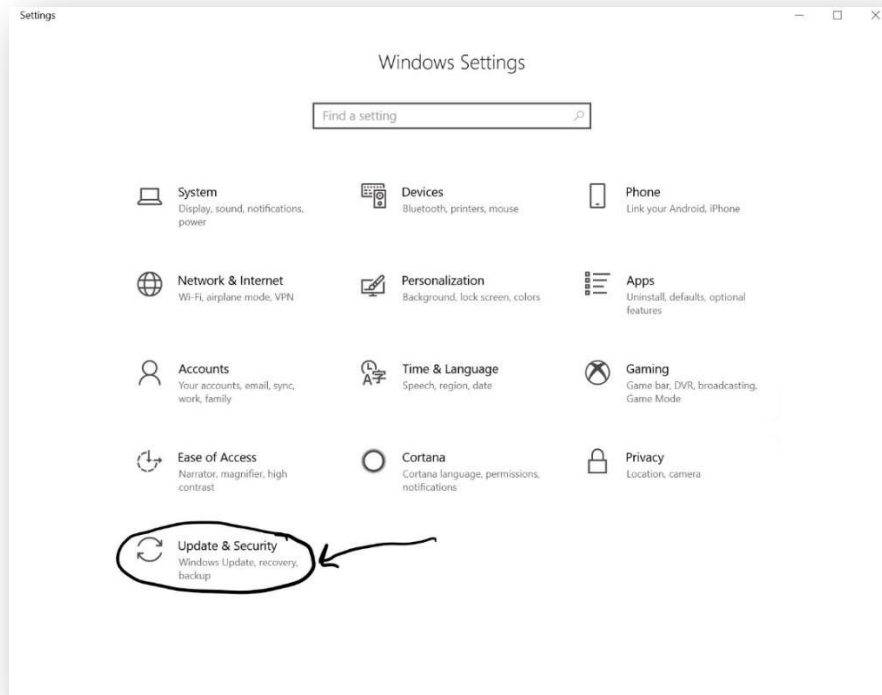 Settings
Windows Settings
Find a setting
System
Display, sound, notifications,
power
Devices
Bluetooth, printers, mouse
Phone
Link your Android, iPhone
Network & Internet
Wi-Fi, airplane mode, VPN
Personalization
Background, lock screen, colors
Apps
Uninstall, defaults, optional
features
Accounts
Your accounts, email, sync,
work, family
Time & Language
Speech, region, date
Gaming
Game bar, DVR, broadcasting,
Game Mode
Ease of Access
Narrator, magnifier, high
contrast
Cortana
Cortana language, permissions,
notifications
Privacy
Location, camera
Update & Security
Windows Update, recovery,
backup